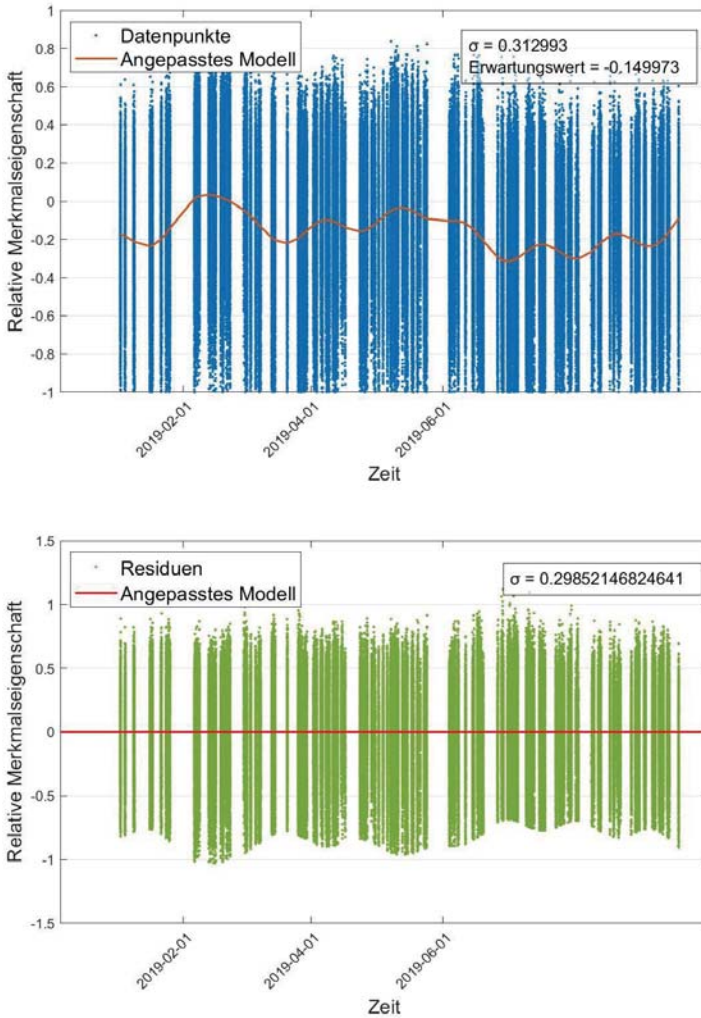 1
0.8
0.6
0.4
0.2
0
-0.2
-0.4
-0.6
-0.8
-1
Relative Merkmalseigenschaft
Datenpunkte
Angepasstes Modell
σ = 0.312993
Erwartungswert = -0.149973
2019-02-01
2019-04-01
2019-06-01
Zeit
1.5
1
0.5
0
-0.5
-1
-1.5
Relative Merkmalseigenschaft
Residuen
Angepasstes Modell
σ = 0.29852146824641
2019-02-01
2019-04-01
2019-06-01
Zeit